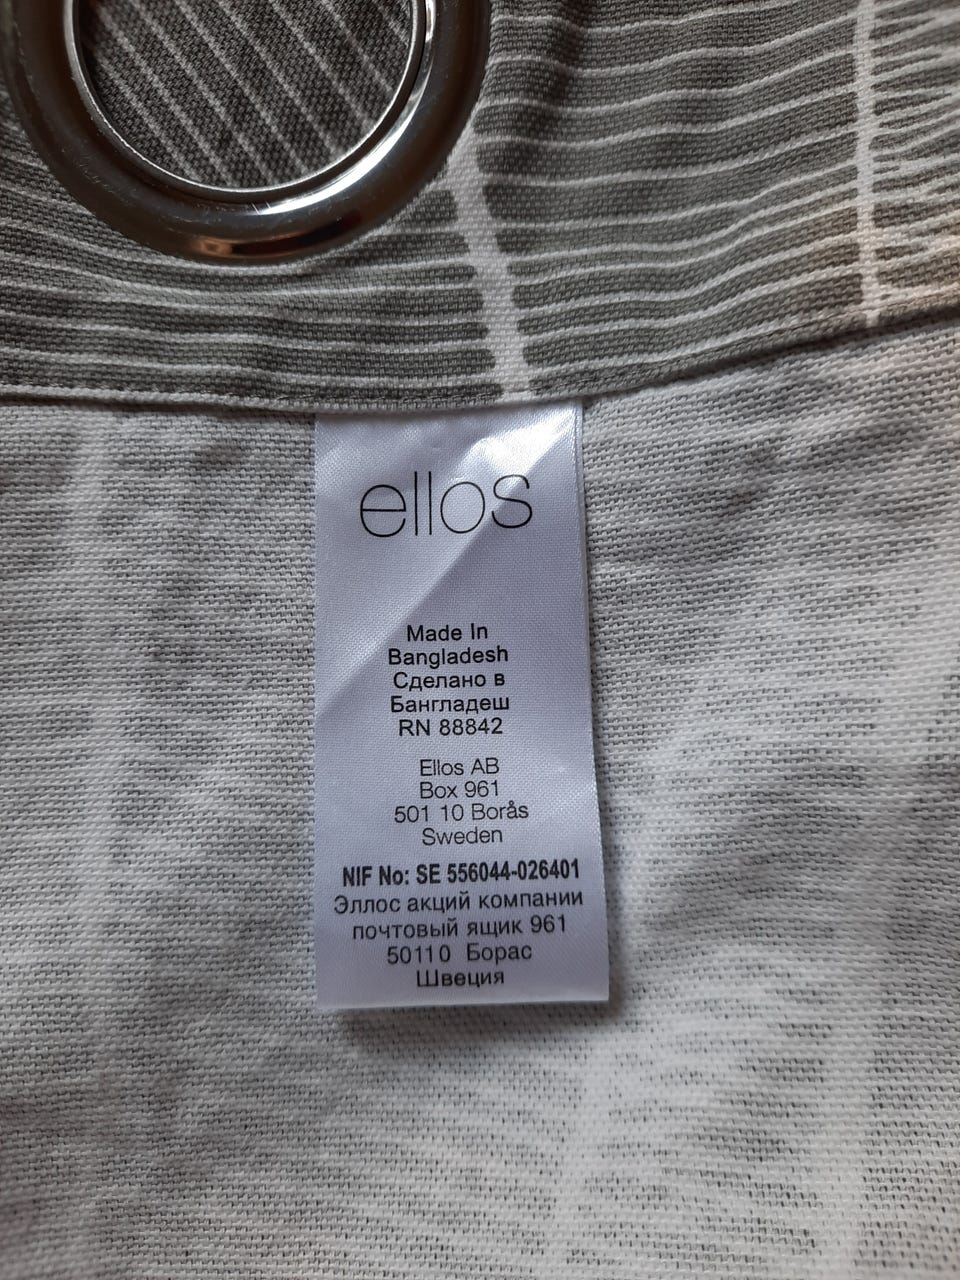 ellos
Made In
Bangladesh
Сделано в
Бангладеш
RN 88842
Ellos AB
Box 961
501 10 Borås
Sweden
NIF No: SE 556044-026401
Эллос акций компании
почтовый ящик 961
50110 Борас
Швеция